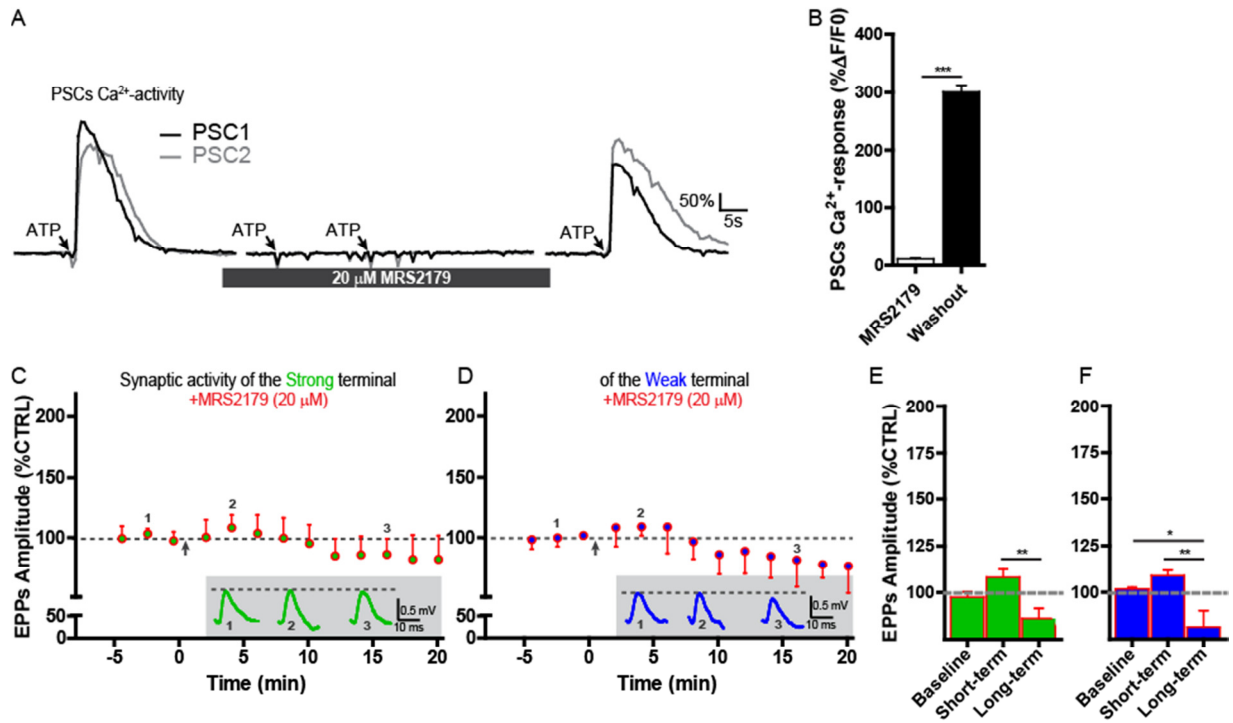 A
PSCs Ca²⁺-activity
PSC1
PSC2
ATP
ATP
ATP
ATP
50%
5s
20 µM MRS2179
B
PSCs Ca²⁺-response (%ΔF/F0)
400
300
200
100
0
***
MRS2179
Washout
C
Synaptic activity of the Strong terminal
+MRS2179 (20 µM)
EPPs Amplitude (%CTRL)
200
150
100
50
0
1
2
3
1
2
3
0.5 mV
10 ms
-5
0
5
10
15
20
Time (min)
D
of the Weak terminal
+MRS2179 (20 µM)
200
150
100
50
0
1
2
3
1
2
3
0.5 mV
10 ms
-5
0
5
10
15
20
Time (min)
E
EPPs Amplitude (%CTRL)
200
175
150
125
100
**
Baseline
Short-term
Long-term
F
200
175
150
125
100
*
**
Baseline
Short-term
Long-term